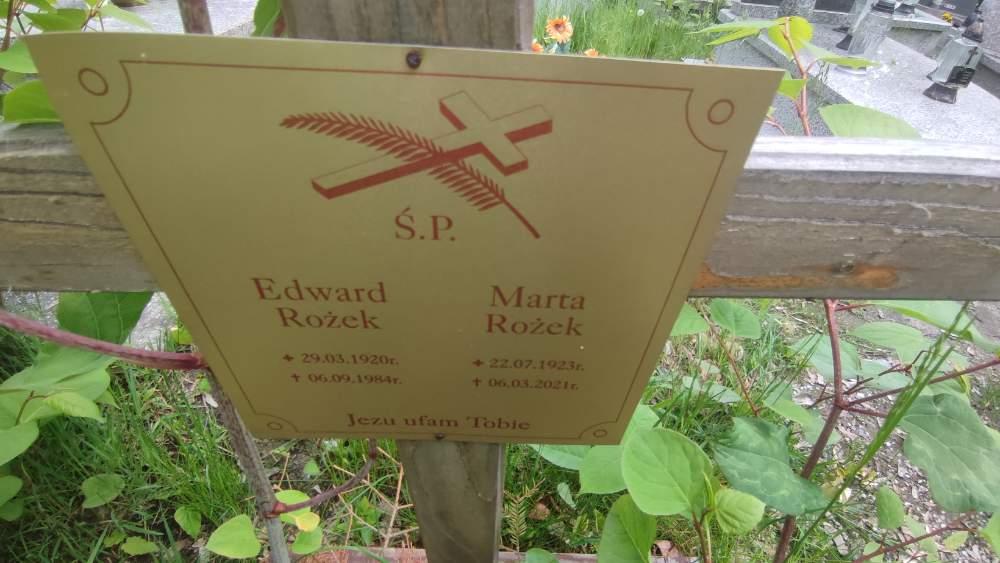 Ś.P.
Edward
Rożek
29.03.1920r.
✝ 06.09.1984r.
Marta
Rożek
22.07.1923r.
✝ 06.03.2021r.
Jezu ufam Tobie